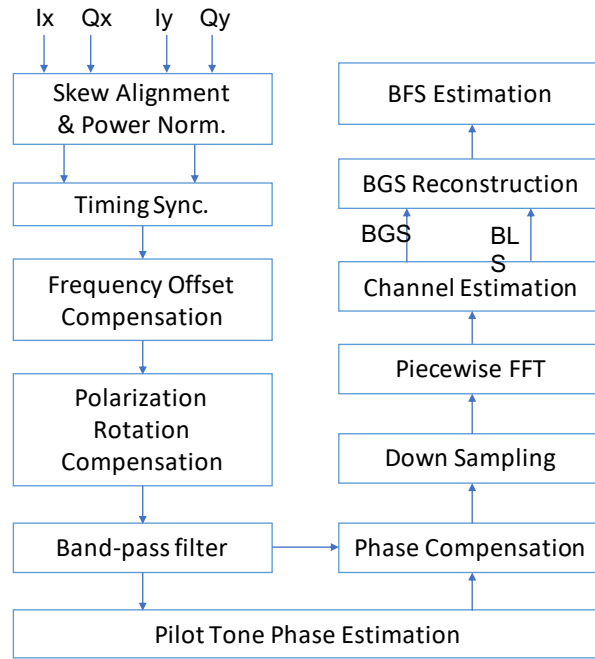 Ix Qx Iy Qy
Skew Alignment
& Power Norm.
Timing Sync.
Frequency Offset
Compensation
Polarization
Rotation
Compensation
Band-pass filter
Pilot Tone Phase Estimation
BFS Estimation
BGS Reconstruction
BGS
BL
S
Channel Estimation
Piecewise FFT
Down Sampling
Phase Compensation